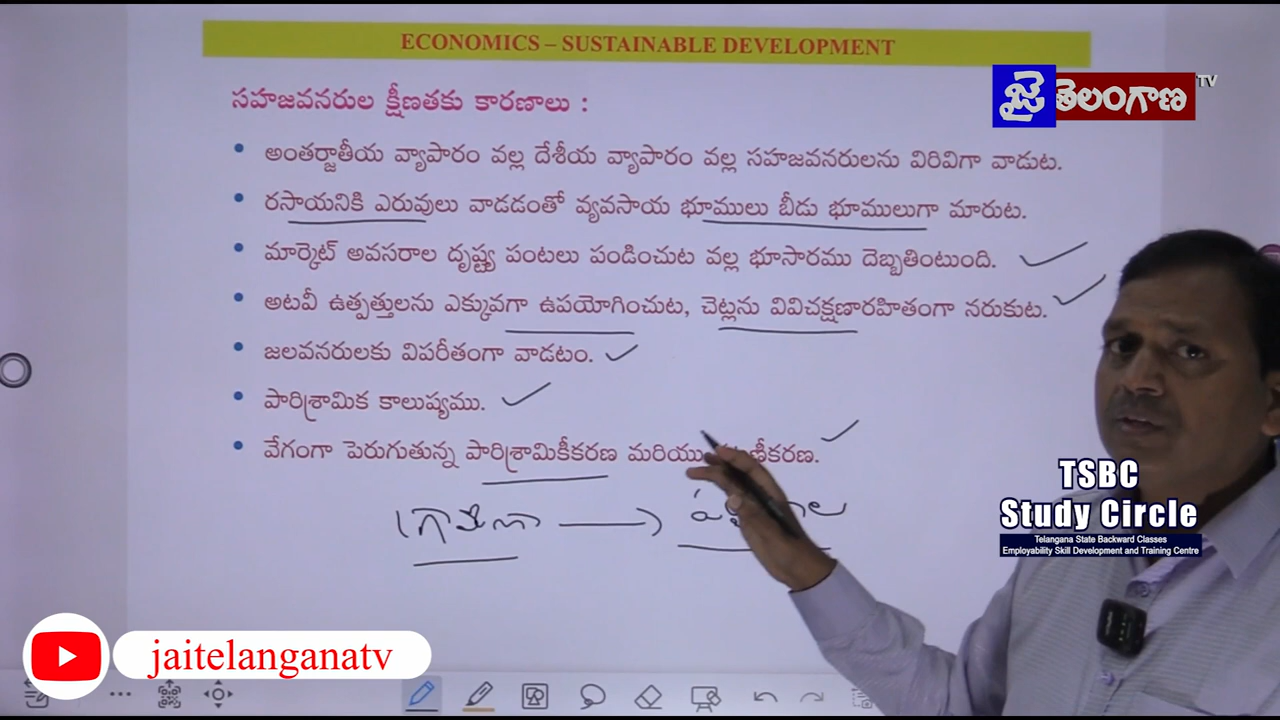 ECONOMICS – SUSTAINABLE DEVELOPMENT
సహజవనరుల క్షీణతకు కారణాలు :
జై తెలంగాణ TV
• అంతర్జాతీయ వ్యాపారం వల్ల దేశీయ వ్యాపారం వల్ల సహజవనరులను విరివిగా వాడుట.
• రసాయనికి ఎరువులు వాడడంతో వ్యవసాయ భూములు బీడు భూములుగా మారుట.
• మార్కెట్ అవసరాల దృష్ట్య పంటలు పండించుట వల్ల భూసారము దెబ్బతింటుంది.
• అటవీ ఉత్పత్తులను ఎక్కువగా ఉపయోగించుట, చెట్లను వివిచక్షణారహితంగా నరుకుట.
• జలవనరులకు విపరీతంగా వాడటం.
• పారిశ్రామిక కాలుష్యము.
• వేగంగా పెరుగుతున్న పారిశ్రామికీకరణ మరియు
గ్రామీణ
TSBC
Study Circle
Telangana State Backward Classes
Employability Skill Development and Training Centre
jaitelanganatv